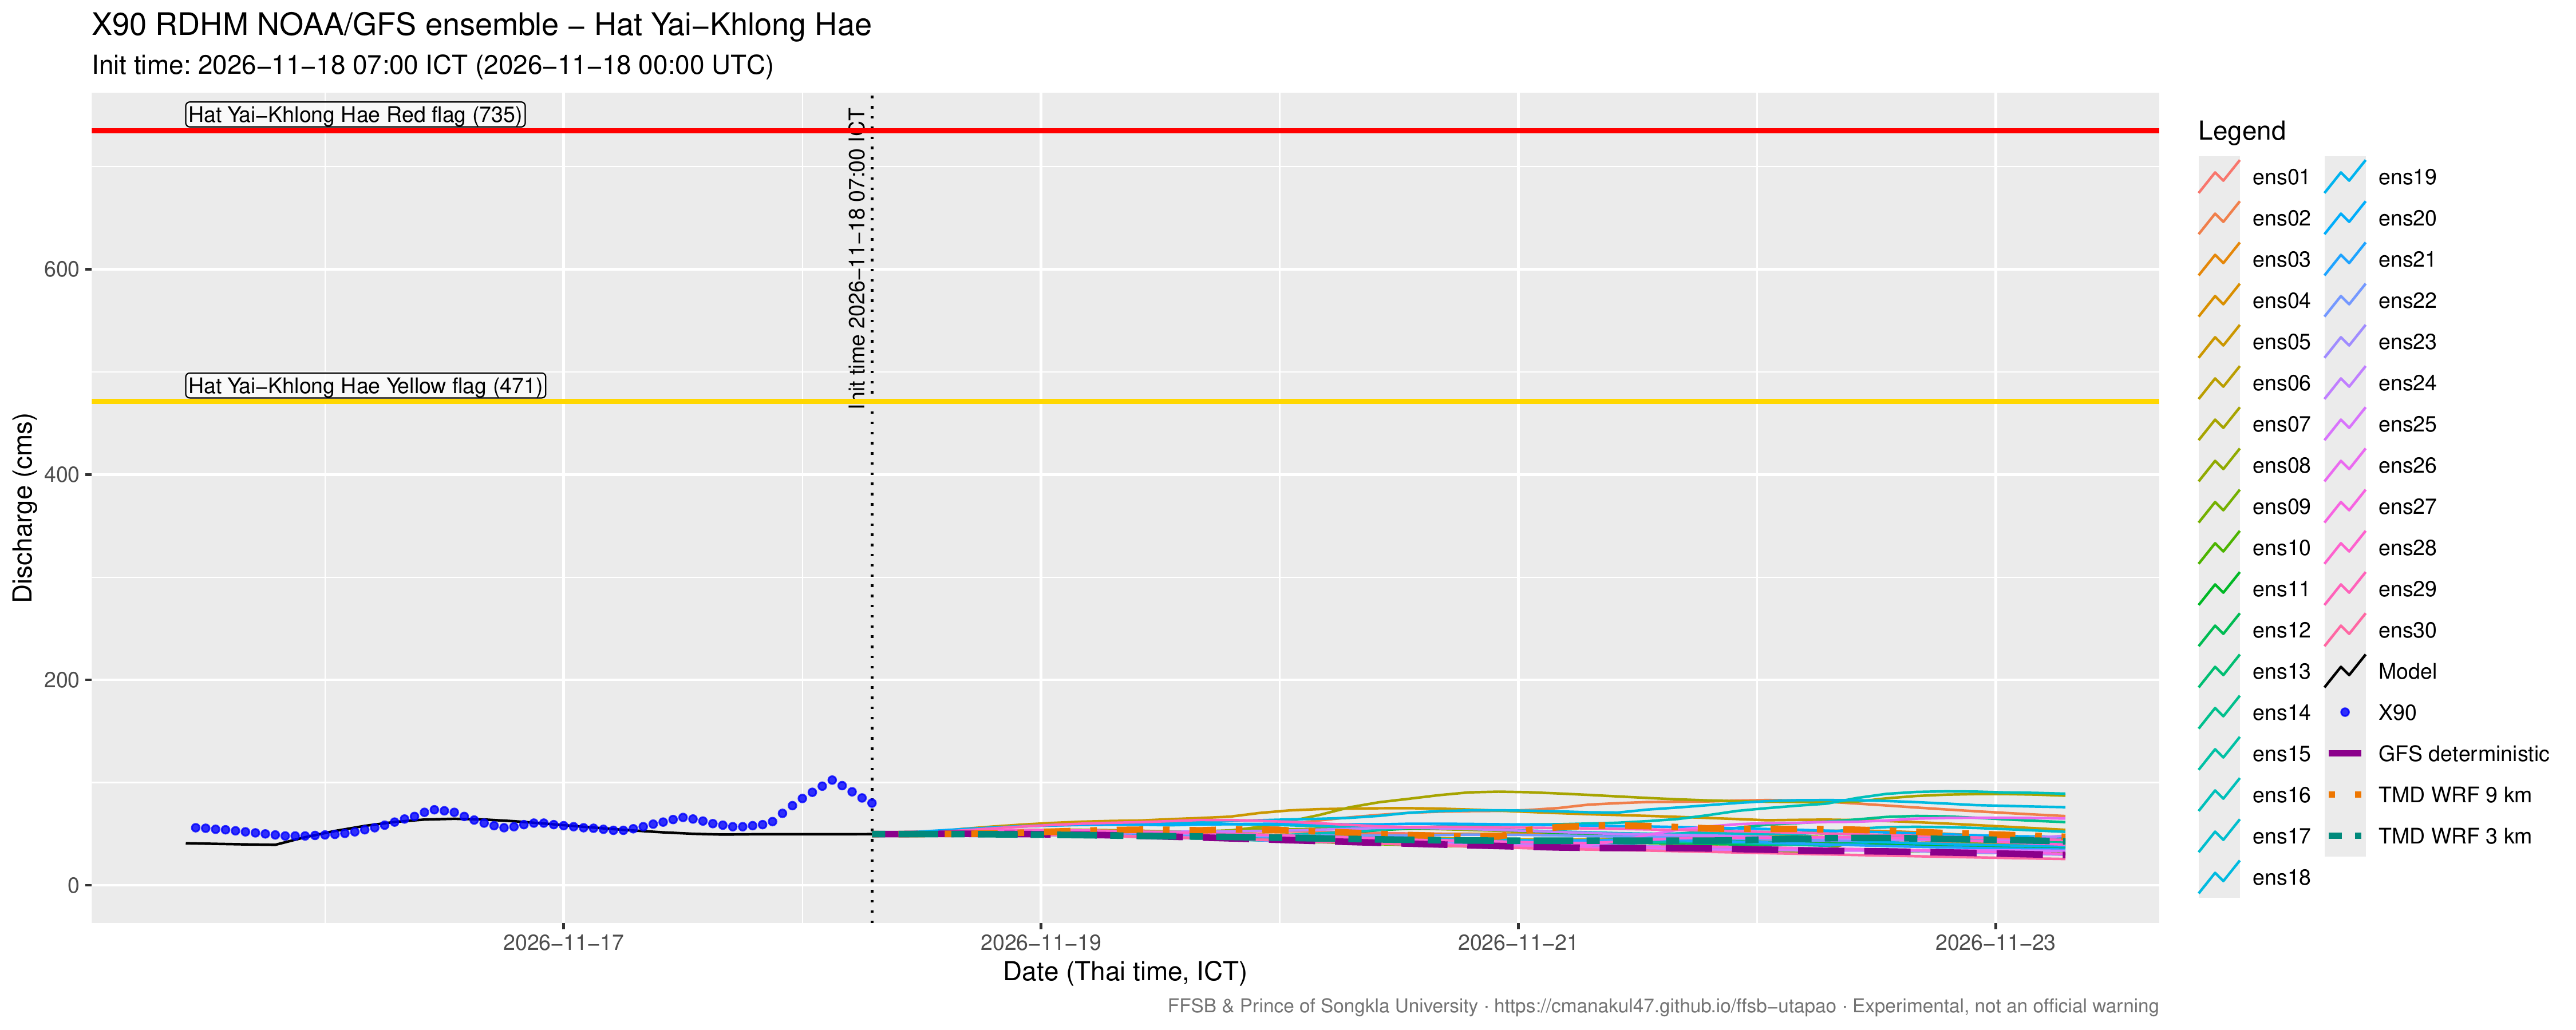 X90 RDHM NOAA/GFS ensemble – Hat Yai–Khlong Hae
Init time: 2026–11–18 07:00 ICT (2026–11–18 00:00 UTC)
Hat Yai–Khlong Hae Red flag (735)
Hat Yai–Khlong Hae Yellow flag (471)
Init time 2026–11–18 07:00 ICT
Discharge (cms)
600
400
200
0
2026–11–17
2026–11–19
2026–11–21
2026–11–23
Date (Thai time, ICT)
Legend
ens01
ens02
ens03
ens04
ens05
ens06
ens07
ens08
ens09
ens10
ens11
ens12
ens13
ens14
ens15
ens16
ens17
ens18
ens19
ens20
ens21
ens22
ens23
ens24
ens25
ens26
ens27
ens28
ens29
ens30
Model
X90
GFS deterministic
TMD WRF 9 km
TMD WRF 3 km
FFSB & Prince of Songkla University · https://cmanakul47.github.io/ffsb–utapao · Experimental, not an official warning